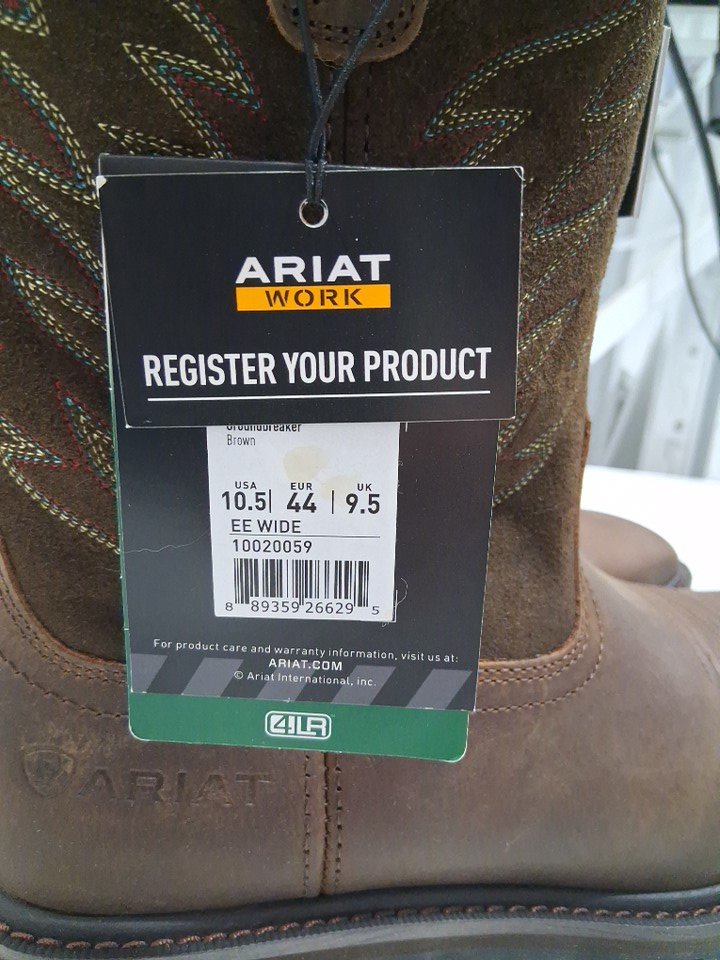 ARIAT
WORK
REGISTER YOUR PRODUCT
Groundbreaker
Brown
USA EUR UK
10.5 | 44 | 9.5
EE WIDE
10020059
8 89359 26629 5
For product care and warranty information, visit us at:
ARIAT.COM
© Ariat International, inc.
4LR
ARIAT